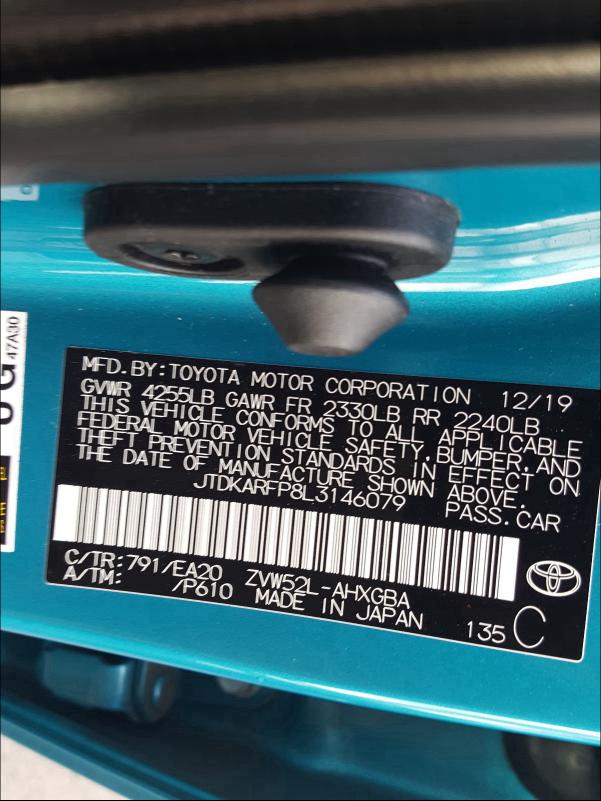 47A30
MFD.BY:TOYOTA MOTOR CORPORATION 12/19
GVWR 4255LB GAWR FR 2330LB RR 2240LB
THIS VEHICLE CONFORMS TO ALL APPLICABLE
FEDERAL MOTOR VEHICLE SAFETY,BUMPER,AND
THEFT PREVENTION STANDARDS IN EFFECT ON
THE DATE OF MANUFACTURE SHOWN ABOVE.
JTDKARFP8L3146079 PASS.CAR
C/TR:791/EA20 ZVW52L-AHXGBA
A/TM: /P610 MADE IN JAPAN 135 C